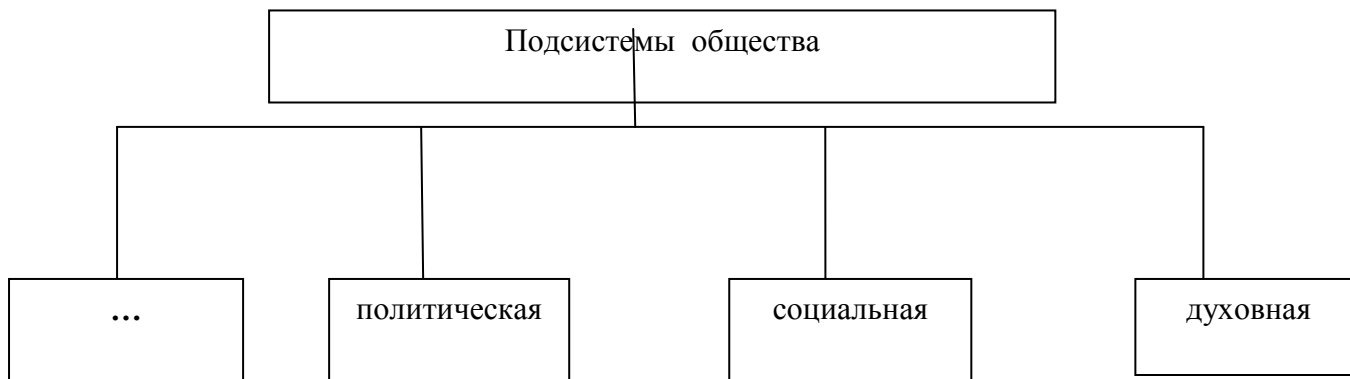 Подсистемы общества
...
политическая
социальная
духовная